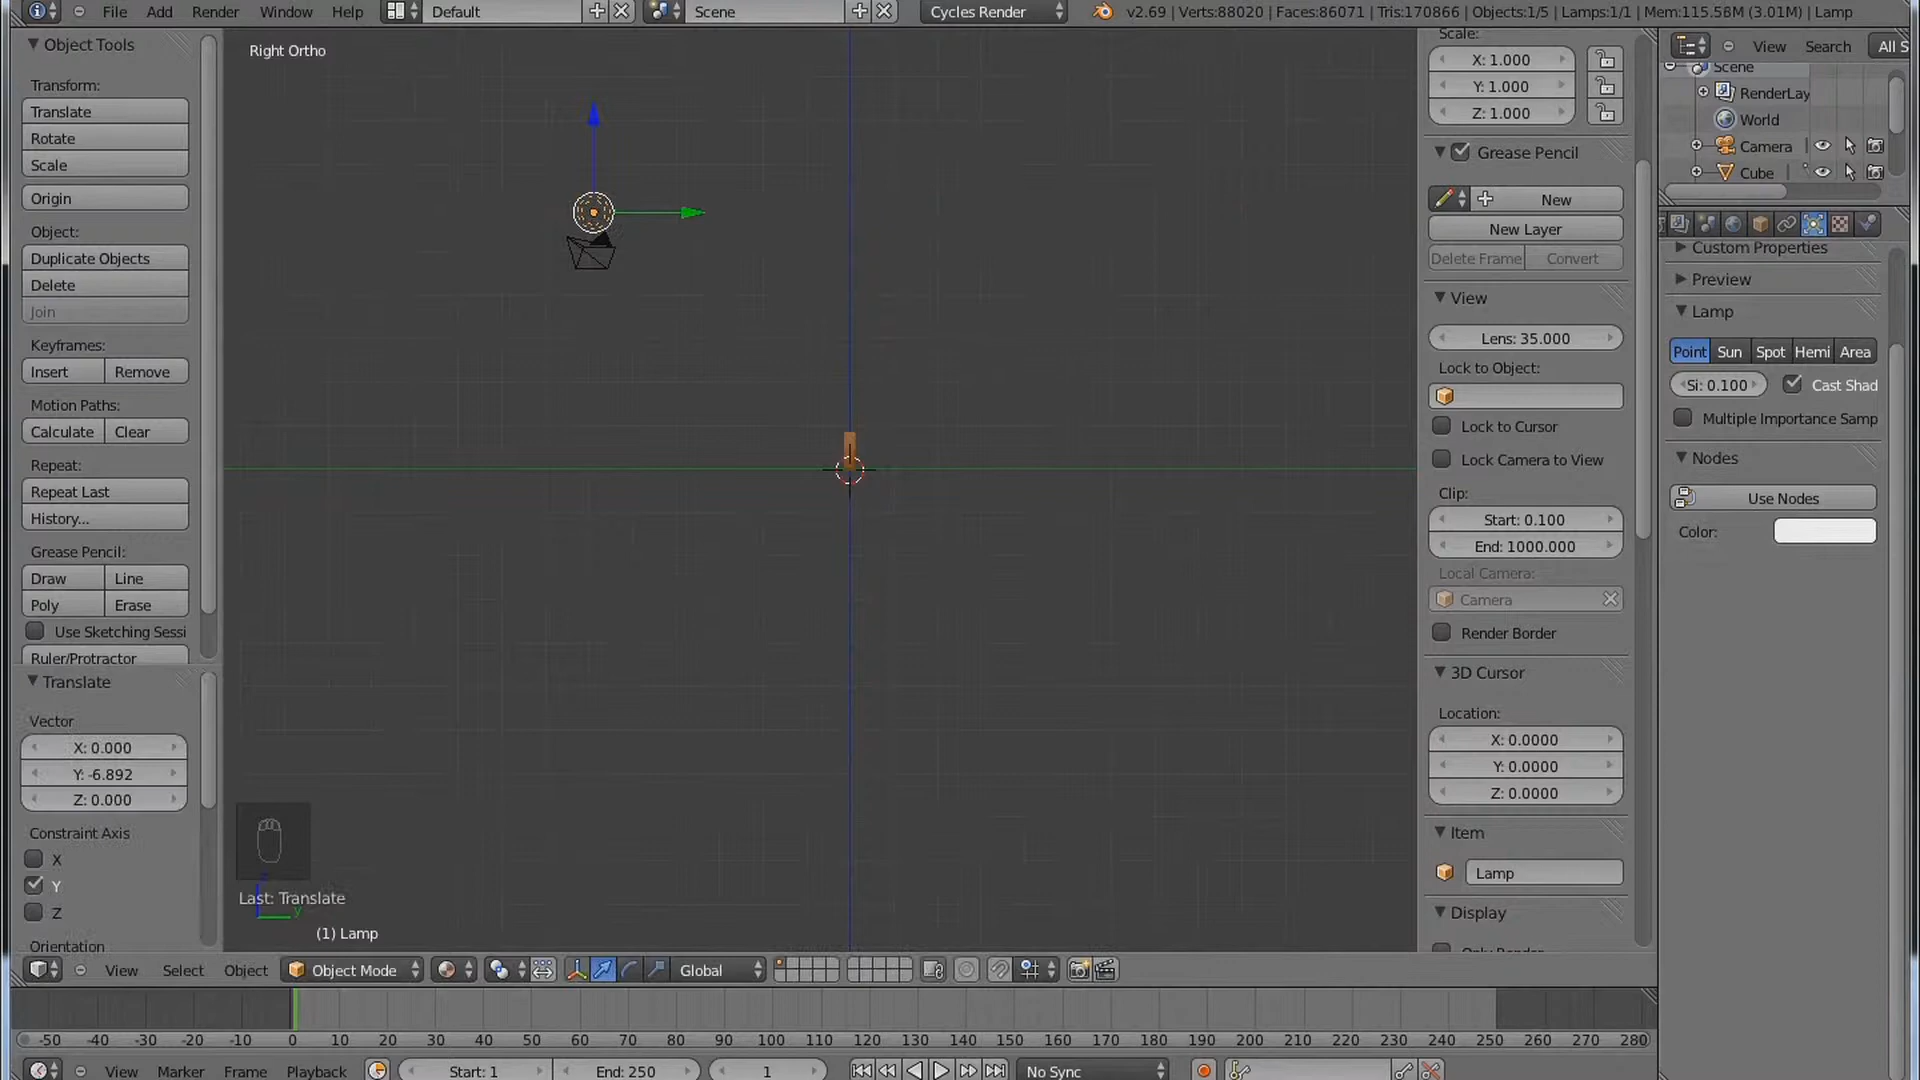 File Add Render Window Help Default Scene Cycles Render v2.69 | Verts:88020 | Faces:86071 | Tris:170866 | Objects:1/5 | Lamps:1/1 | Mem:115.58M (3.01M) | Lamp
Object Tools
Transform:
Translate
Rotate
Scale
Origin
Object:
Duplicate Objects
Delete
Join
Keyframes:
Insert Remove
Motion Paths:
Calculate Clear
Repeat:
Repeat Last
History...
Grease Pencil:
Draw Line
Poly Erase
Use Sketching Sessi
Ruler/Protractor
Translate
Vector
X: 0.000
Y: -6.892
Z: 0.000
Constraint Axis
X
Y
Z
Orientation
Right Ortho
Last: Translate
y
(1) Lamp
Scale:
X: 1.000
Y: 1.000
Z: 1.000
Grease Pencil
New
New Layer
Delete Frame Convert
View
Lens: 35.000
Lock to Object:
Lock to Cursor
Lock Camera to View
Clip:
Start: 0.100
End: 1000.000
Local Camera:
Camera
Render Border
3D Cursor
Location:
X: 0.0000
Y: 0.0000
Z: 0.0000
Item
Lamp
Display
View Search All S
Scene
RenderLay
World
Camera
Cube
Custom Properties
Preview
Lamp
Point Sun Spot Hemi Area
Si: 0.100 Cast Shad
Multiple Importance Samp
Nodes
Use Nodes
Color:
View Select Object Object Mode Global
-50 -40 -30 -20 -10 0 10 20 30 40 50 60 70 80 90 100 110 120 130 140 150 160 170 180 190 200 210 220 230 240 250 260 270 280
View Marker Frame Playback Start: 1 End: 250 1 No Sync